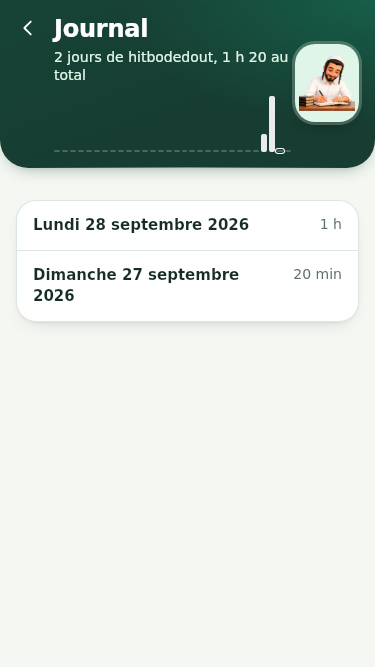 Journal
2 jours de hitbodedout, 1 h 20 au
total
Lundi 28 septembre 2026 1 h
Dimanche 27 septembre 20 min
2026